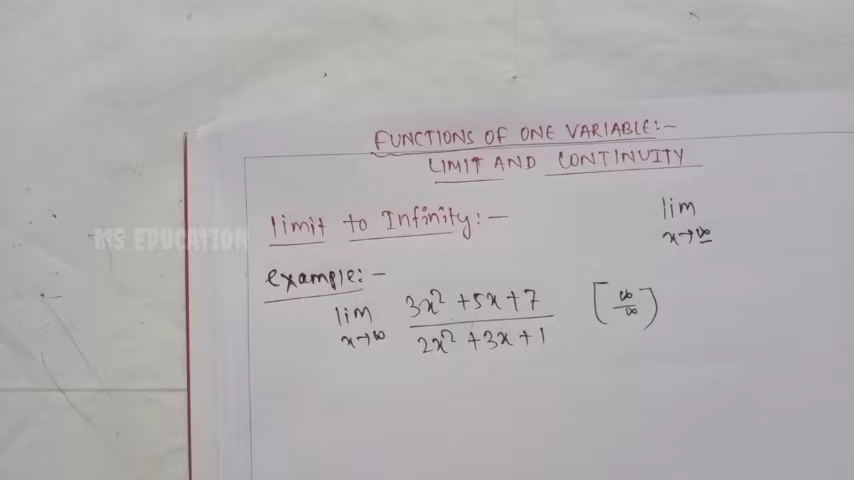 FUNCTIONS OF ONE VARIABLE:-
LIMIT AND CONTINUITY
limit to Infinity:-
lim
x→∞
MS EDUCATION
example:-
lim x→∞ (3x² + 5x + 7)/(2x² + 3x + 1) [∞/∞]